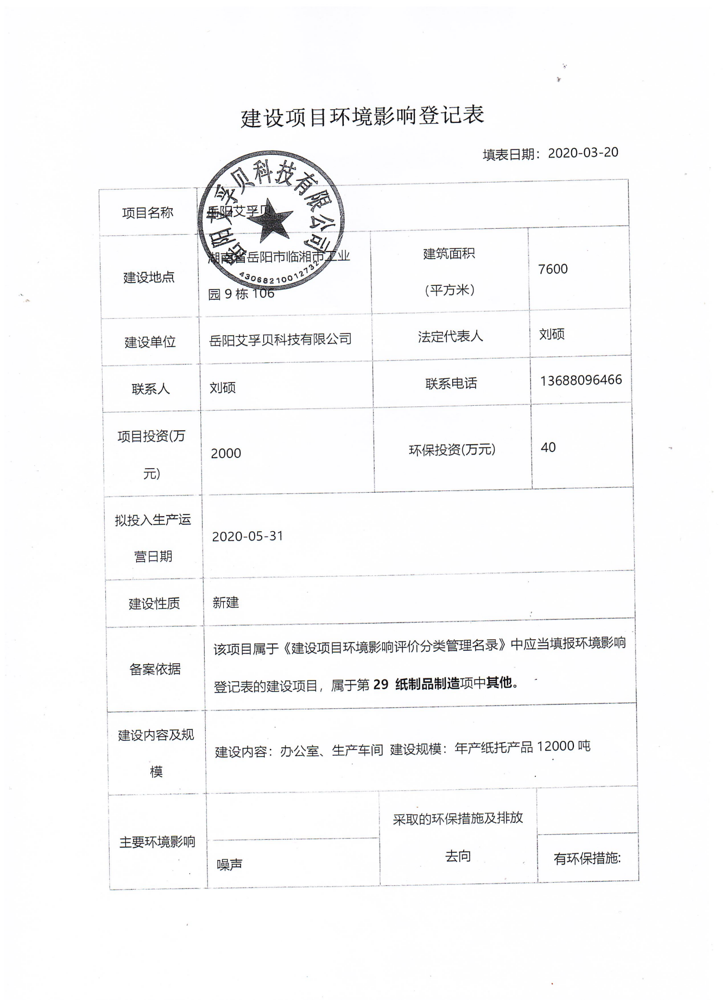 建设项目环境影响登记表
填表日期：2020-03-20
岳阳艾孚贝科技有限公司
43068210012732
项目名称
岳阳艾孚贝
建设地点
湖南省岳阳市临湘市工业
园9栋106
建筑面积
（平方米）
7600
建设单位
岳阳艾孚贝科技有限公司
法定代表人
刘硕
联系人
刘硕
联系电话
13688096466
项目投资(万
元)
2000
环保投资(万元)
40
拟投入生产运
营日期
2020-05-31
建设性质
新建
备案依据
该项目属于《建设项目环境影响评价分类管理名录》中应当填报环境影响
登记表的建设项目，属于第 29 纸制品制造项中其他。
建设内容及规
模
建设内容：办公室、生产车间 建设规模：年产纸托产品 12000 吨
主要环境影响
噪声
采取的环保措施及排放
去向
有环保措施: